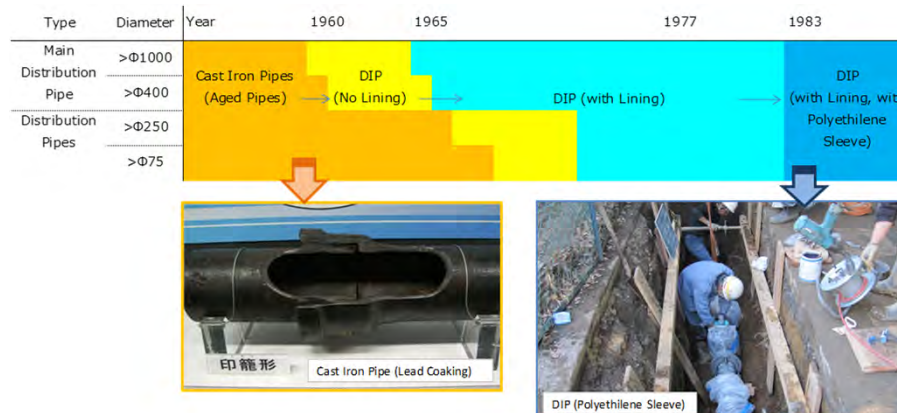 Type Diameter Year 1960 1965 1977 1983
Main
Distribution
Pipe
>Φ1000
>Φ400
Distribution
Pipes
>Φ250
>Φ75
Cast Iron Pipes
(Aged Pipes)
DIP
(No Lining)
DIP (with Lining)
DIP
(with Lining, wit
Polyethilene
Sleeve)
印籠形
Cast Iron Pipe (Lead Coaking)
DIP (Polyethilene Sleeve)